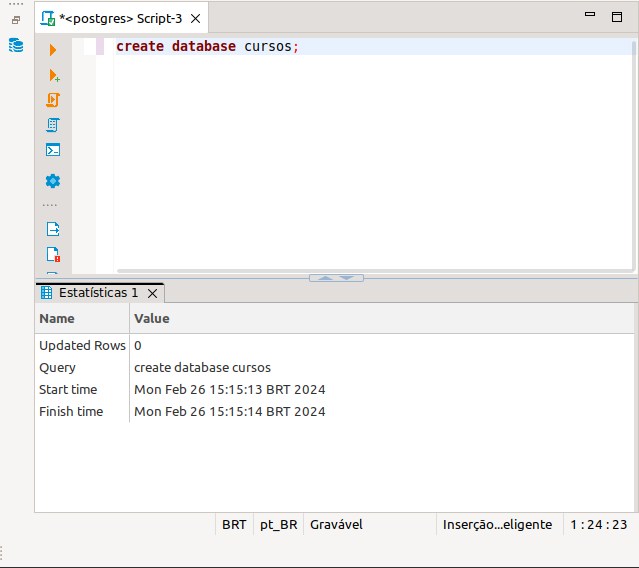 *<postgres> Script-3
create database cursos;
Estatísticas 1
Name Value
Updated Rows 0
Query create database cursos
Start time Mon Feb 26 15:15:13 BRT 2024
Finish time Mon Feb 26 15:15:14 BRT 2024
BRT pt_BR Gravável Inserção...eligente 1 : 24 : 23